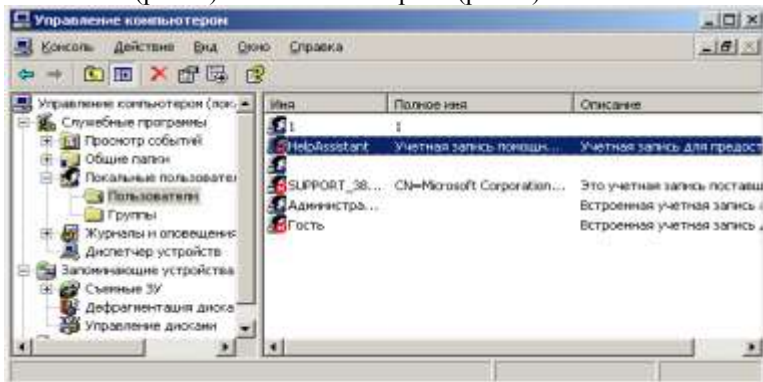 Управление компьютером
Консоль Действие Вид Окно Справка
Управление компьютером (лок
Служебные программы
Просмотр событий
Общие папки
Локальные пользовател
Пользователи
Группы
Журналы и оповещения
Диспетчер устройств
Запоминающие устройства
Съемные ЗУ
Дефрагментация диска
Управление дисками
Имя Полное имя Описание
1 1
HelpAssistant Учетная запись помощн... Учетная запись для предост
SUPPORT_38... CN=Microsoft Corporation... Это учетная запись поставщ
Администра... Встроенная учетная запись
Гость Встроенная учетная запись